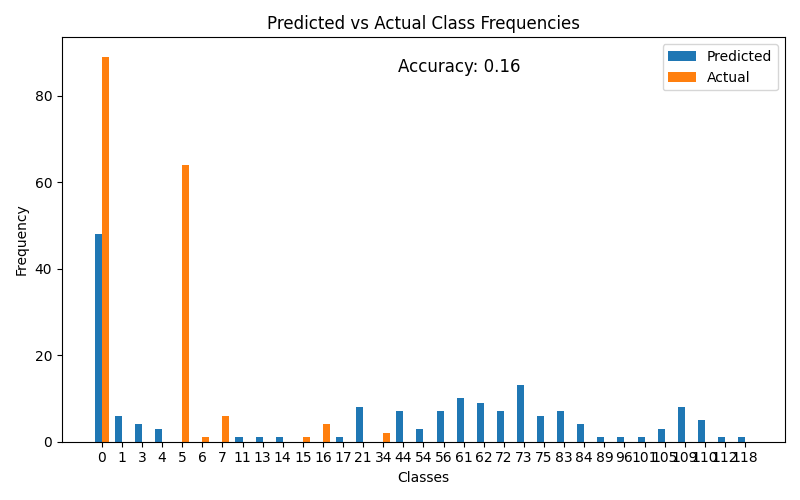 Predicted vs Actual Class Frequencies
Accuracy: 0.16
Predicted
Actual
Frequency
80
60
40
20
0
0 1 3 4 5 6 7 11 13 14 15 16 17 21 34 44 54 56 61 62 72 73 75 83 84 89 96 101 105 109 110 112 118
Classes